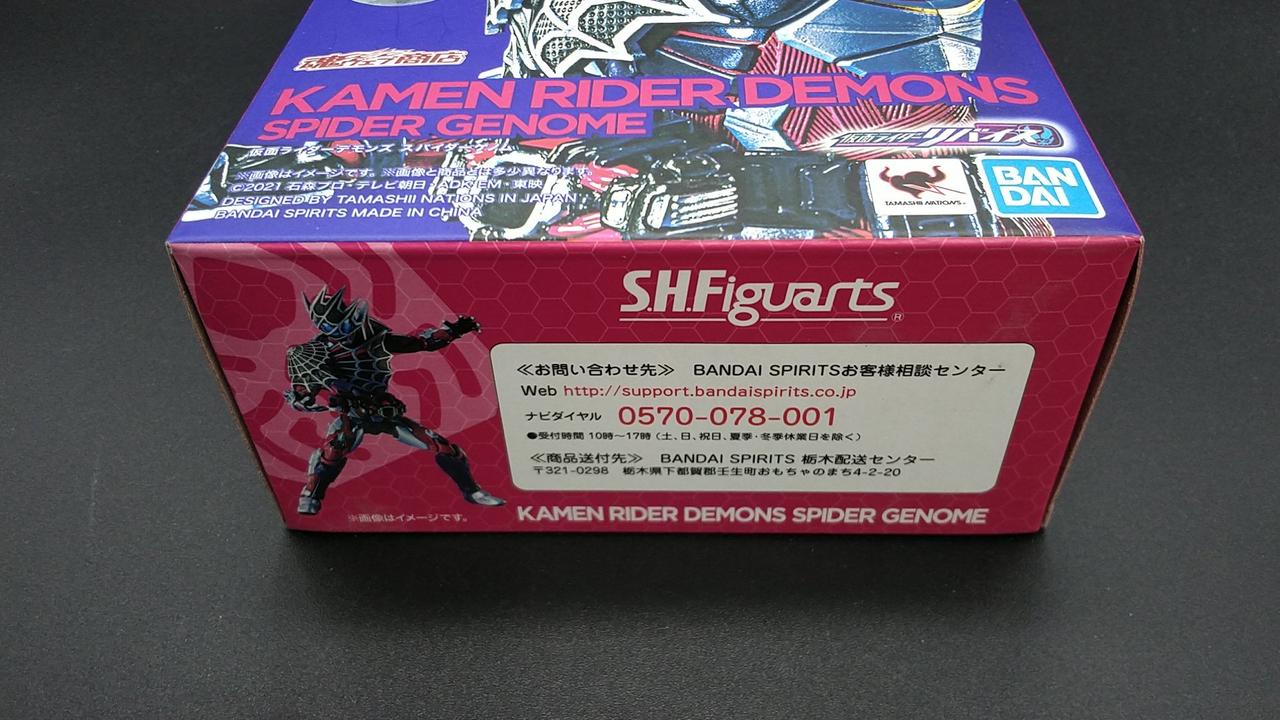 魂ウェブ商店
KAMEN RIDER DEMONS
SPIDER GENOME
仮面ライダーデモンズ スパイダーゲノム
仮面ライダーリバイス
※画像はイメージです。※画像と商品とは多少異なります。
©2021 石森プロ・テレビ朝日・ADK EM・東映
DESIGNED BY TAMASHII NATIONS IN JAPAN
BANDAI SPIRITS MADE IN CHINA
TAMASHII NATIONS
BAN
DAI
S.H.Figuarts®
≪お問い合わせ先≫ BANDAI SPIRITSお客様相談センター
Web http://support.bandaispirits.co.jp
ナビダイヤル 0570-078-001
●受付時間 10時～17時（土、日、祝日、夏季・冬季休業日を除く）
≪商品送付先≫ BANDAI SPIRITS 栃木配送センター
〒321-0298 栃木県下都賀郡壬生町おもちゃのまち4-2-20
※画像はイメージです。
KAMEN RIDER DEMONS SPIDER GENOME